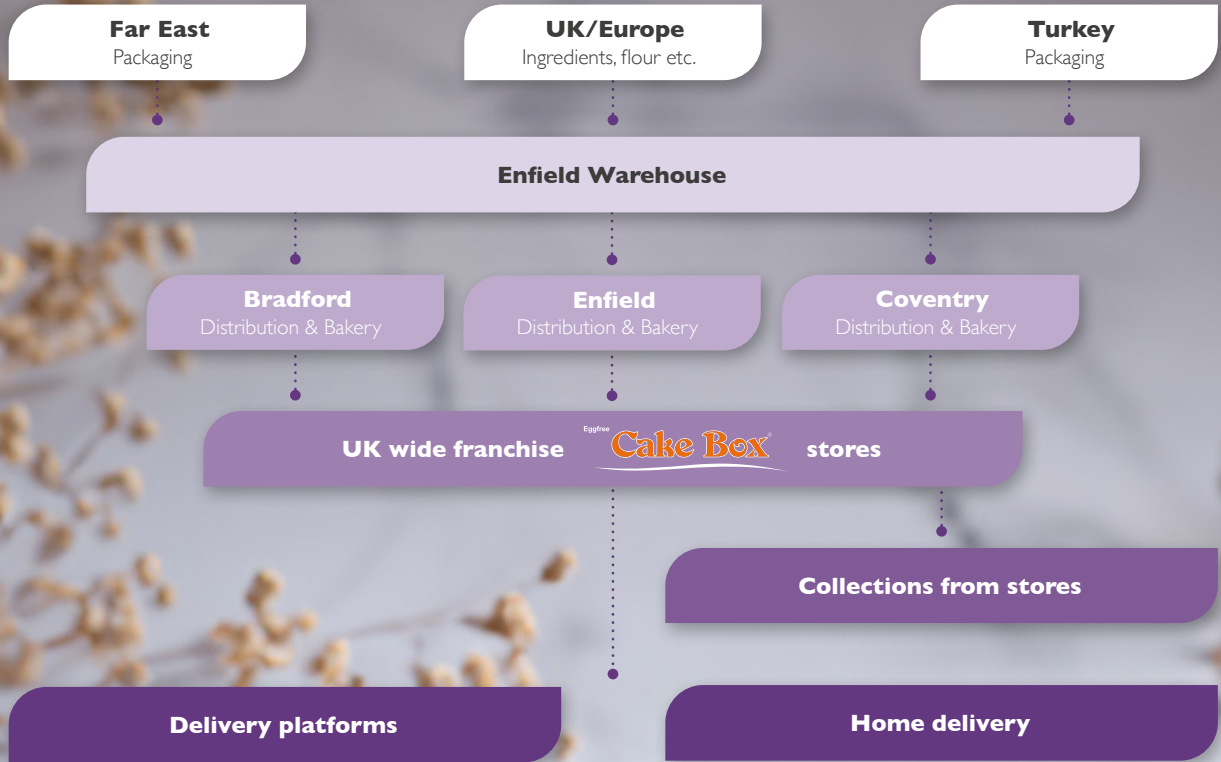 Far East
Packaging
UK/Europe
Ingredients, flour etc.
Turkey
Packaging
Enfield Warehouse
Bradford
Distribution & Bakery
Enfield
Distribution & Bakery
Coventry
Distribution & Bakery
UK wide franchise Eggfree Cake Box® stores
Collections from stores
Delivery platforms
Home delivery